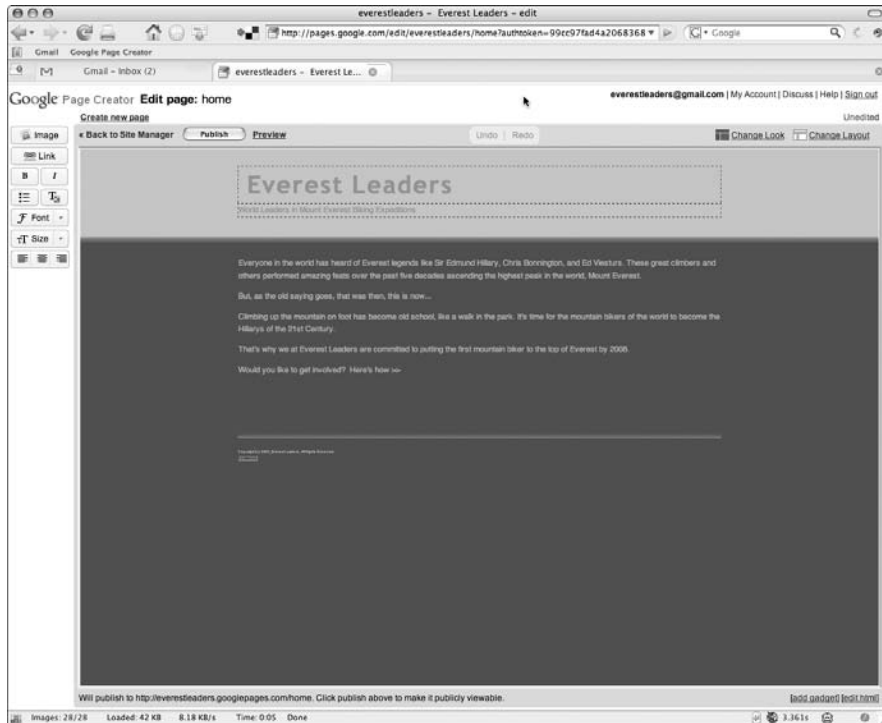 everestleaders – Everest Leaders – edit
http://pages.google.com/edit/everestleaders/home?authtoken=99cc97fad4a2068368
Google
Gmail Google Page Creator
Gmail – Inbox (2)
everestleaders – Everest Le...
Google Page Creator Edit page: home
everestleaders@gmail.com | My Account | Discuss | Help | Sign out
Create new page
Unedited
« Back to Site Manager Publish Preview
Undo | Redo
Change Look Change Layout
Image
Link
B I
Font
Size
Everest Leaders
World Leaders in Mount Everest Biking Expeditions
Everyone in the world has heard of Everest legends like Sir Edmund Hillary, Chris Bonnington, and Ed Viesturs. These great climbers and
others performed amazing feats over the past five decades ascending the highest peak in the world, Mount Everest.
But, as the old saying goes, that was then, this is now...
Climbing up the mountain on foot has become old school, like a walk in the park. It's time for the mountain bikers of the world to become the
Hillarys of the 21st Century.
That's why we at Everest Leaders are committed to putting the first mountain biker to the top of Everest by 2008.
Would you like to get involved? Here's how >>
Will publish to http://everestleaders.googlepages.com/home. Click publish above to make it publicly viewable.
[add gadget] [edit html]
Images: 28/28 Loaded: 42 KB 8.18 KB/s Time: 0:05 Done
3.361s